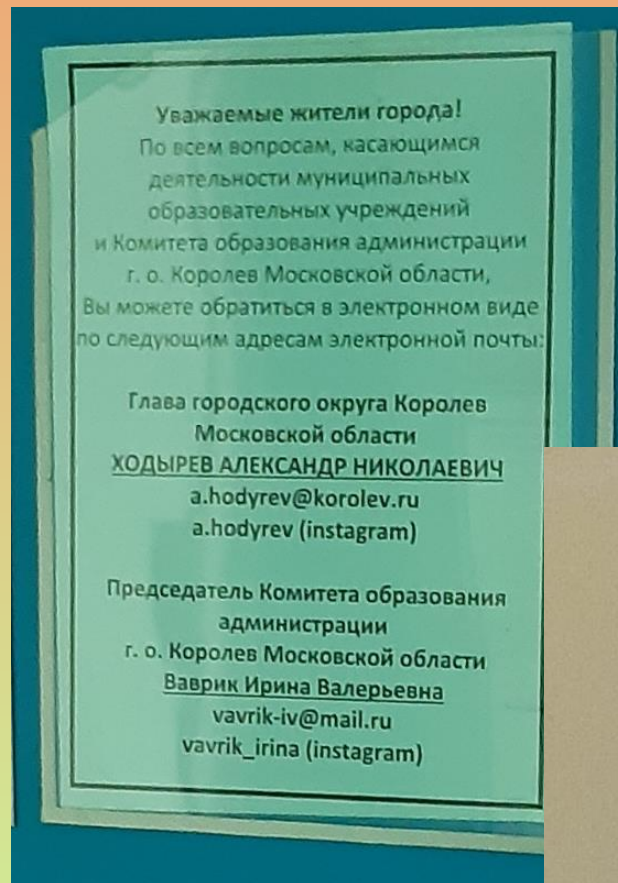 Уважаемые жители города!
По всем вопросам, касающимся
деятельности муниципальных
образовательных учреждений
и Комитета образования администрации
г. о. Королев Московской области,
Вы можете обратиться в электронном виде
по следующим адресам электронной почты:
Глава городского округа Королев
Московской области
ХОДЫРЕВ АЛЕКСАНДР НИКОЛАЕВИЧ
a.hodyrev@korolev.ru
a.hodyrev (instagram)
Председатель Комитета образования
администрации
г. о. Королев Московской области
Ваврик Ирина Валерьевна
vavrik-iv@mail.ru
vavrik_irina (instagram)